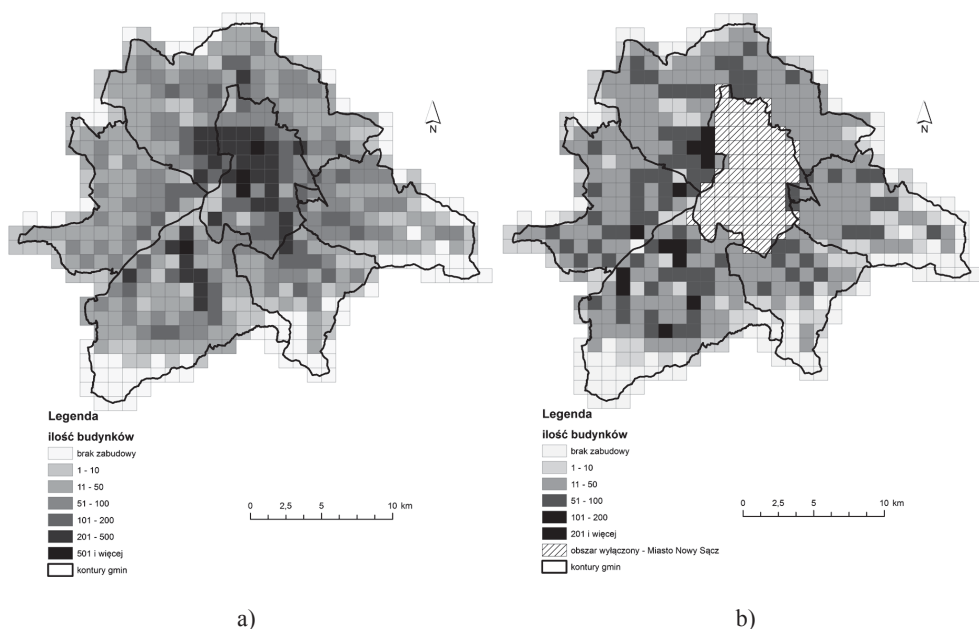 N
N
Legenda
ilość budynków
brak zabudowy
1 - 10
11 - 50
51 - 100
101 - 200
201 - 500
501 i więcej
kontury gmin
0 2,5 5 10 km
Legenda
ilość budynków
brak zabudowy
1 - 10
11 - 50
51 - 100
101 - 200
201 i więcej
obszar wyłączony - Miasto Nowy Sącz
kontury gmin
0 2,5 5 10 km
a)
b)